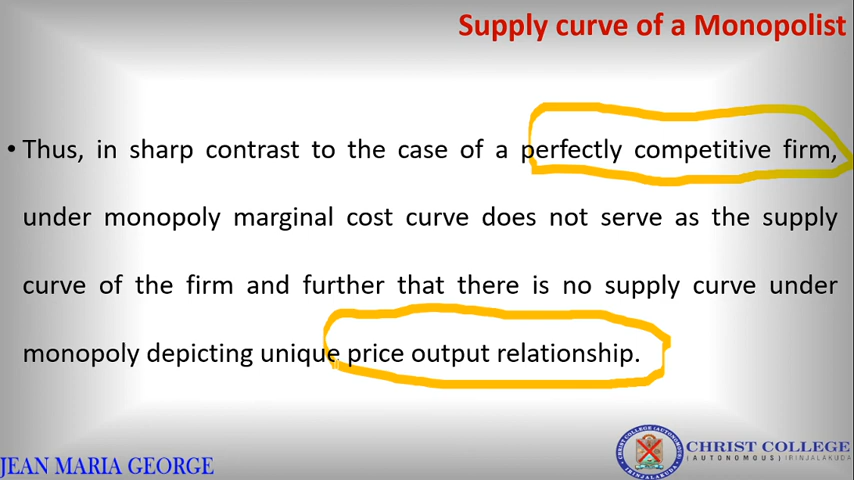 Supply curve of a Monopolist
• Thus, in sharp contrast to the case of a perfectly competitive firm,
under monopoly marginal cost curve does not serve as the supply
curve of the firm and further that there is no supply curve under
monopoly depicting unique price output relationship.
JEAN MARIA GEORGE
CHRIST COLLEGE
(AUTONOMOUS) IRINJALAKUDA